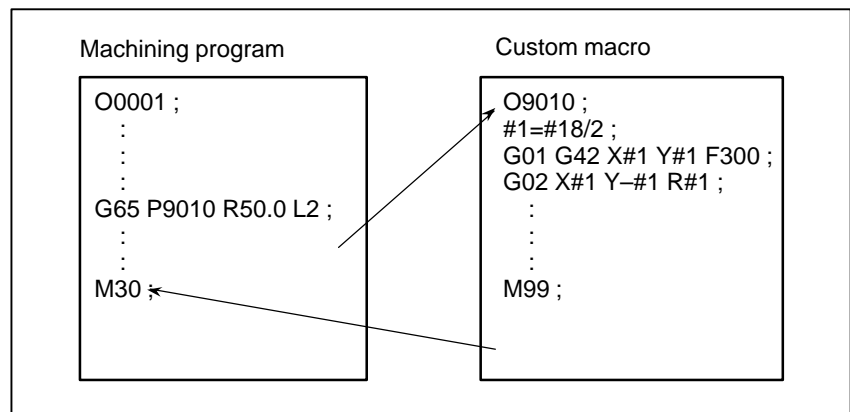 Machining program
O0001 ;
:
:
:
G65 P9010 R50.0 L2 ;
:
:
M30 ;
Custom macro
O9010 ;
#1=#18/2 ;
G01 G42 X#1 Y#1 F300 ;
G02 X#1 Y–#1 R#1 ;
:
:
:
M99 ;